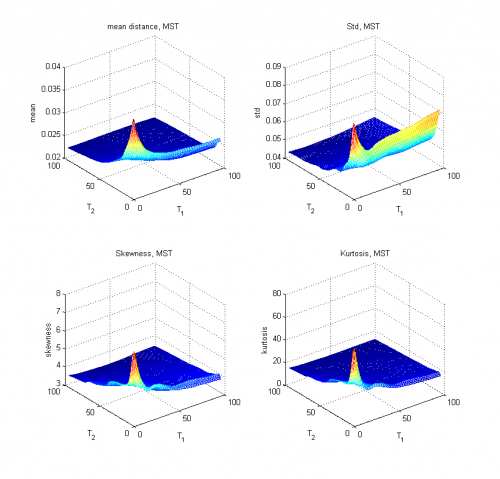 mean distance, MST
0.04
0.035
0.03
0.025
0.02
mean
100
50
0
T2
0
50
100
T1
Std, MST
0.09
0.08
0.07
0.06
0.05
0.04
std
100
50
0
T2
0
50
100
T1
Skewness, MST
8
7
6
5
4
3
skewness
100
50
0
T2
0
50
100
T1
Kurtosis, MST
80
60
40
20
0
kurtosis
100
50
0
T2
0
50
100
T1